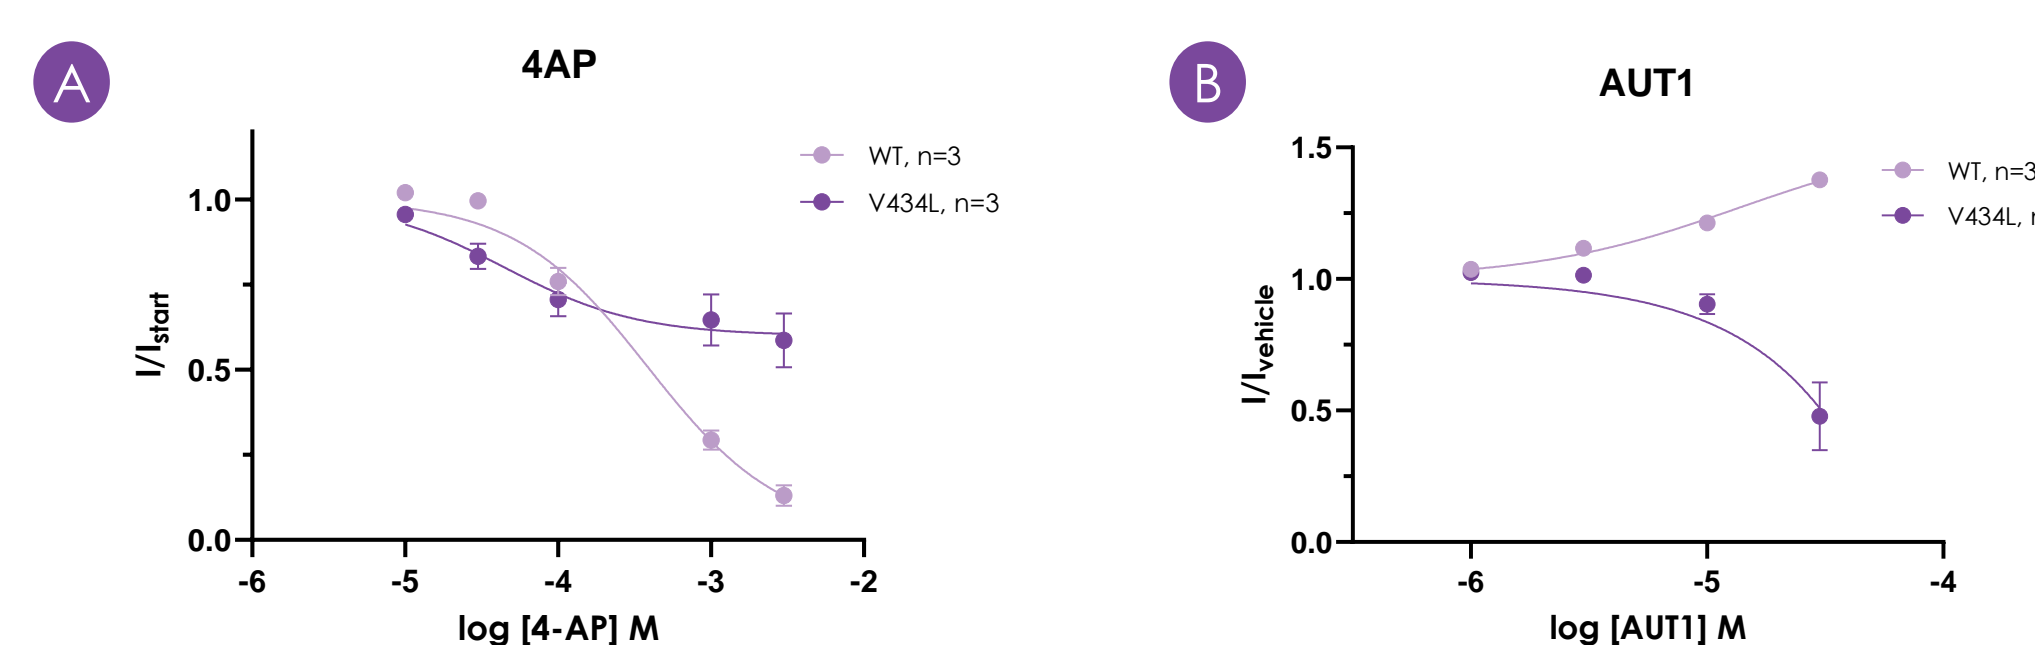 A
4AP
WT, n=3
V434L, n=3
1.0
0.5
0.0
I/Istart
-6 -5 -4 -3 -2
log [4-AP] M
B
AUT1
WT, n=3
V434L, n
1.5
1.0
0.5
0.0
I/Ivehicle
-6 -5 -4
log [AUT1] M